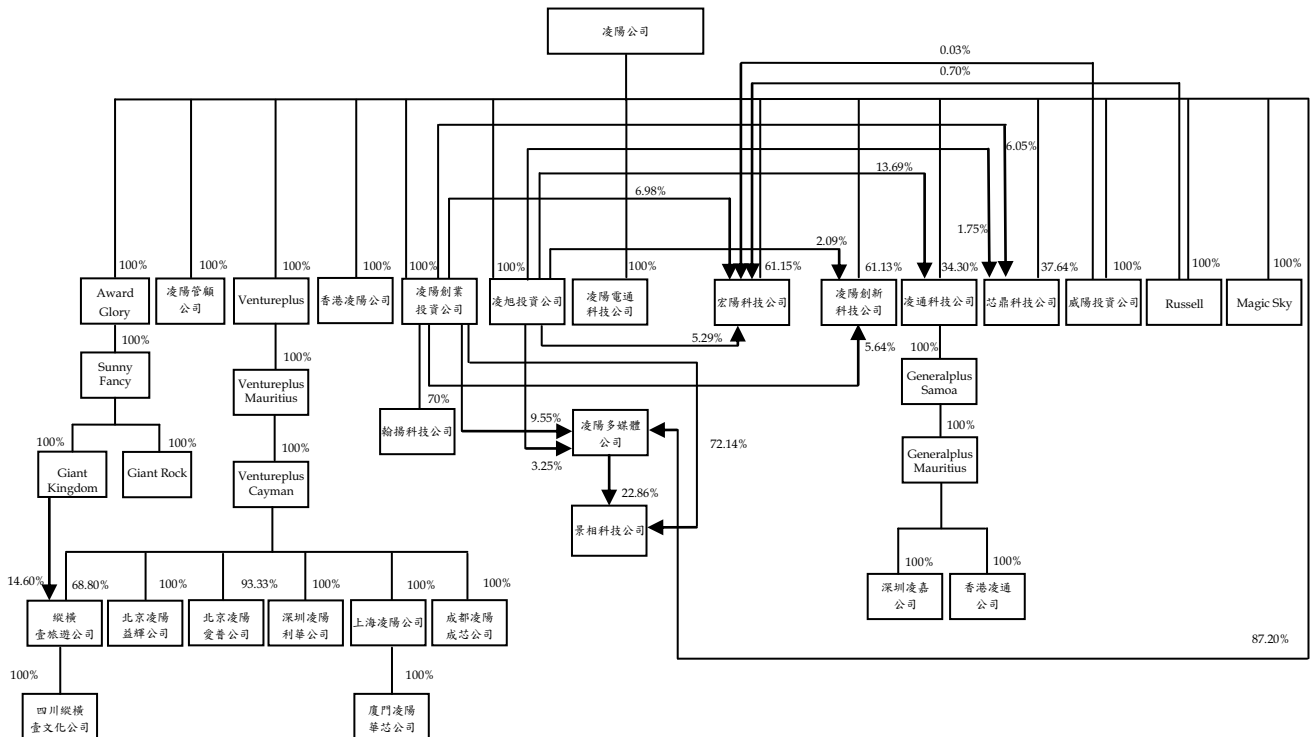 凌陽公司
0.03%
0.70%
6.05%
13.69%
6.98%
1.75%
2.09%
100%
100%
100%
100%
100%
100%
100%
61.15%
61.13%
34.30%
37.64%
100%
100%
100%
Award
Glory
凌陽管顧
公司
Ventureplus
香港凌陽公司
凌陽創業
投資公司
凌旭投資公司
凌陽電通
科技公司
宏陽科技公司
凌陽創新
科技公司
凌通科技公司
芯鼎科技公司
威陽投資公司
Russell
Magic Sky
5.29%
5.64%
100%
100%
100%
Sunny
Fancy
Ventureplus
Mauritius
Generalplus
Samoa
70%
9.55%
100%
100%
翰揚科技公司
凌陽多媒體
公司
72.14%
3.25%
100%
100%
Giant
Kingdom
Giant Rock
Ventureplus
Cayman
Generalplus
Mauritius
22.86%
景相科技公司
14.60%
68.80%
100%
93.33%
100%
100%
100%
100%
100%
縱橫
壹旅遊公司
北京凌陽
益輝公司
北京凌陽
愛普公司
深圳凌陽
利華公司
上海凌陽公司
成都凌陽
成芯公司
深圳凌嘉
公司
香港凌通
公司
87.20%
100%
100%
四川縱橫
壹文化公司
廈門凌陽
華芯公司